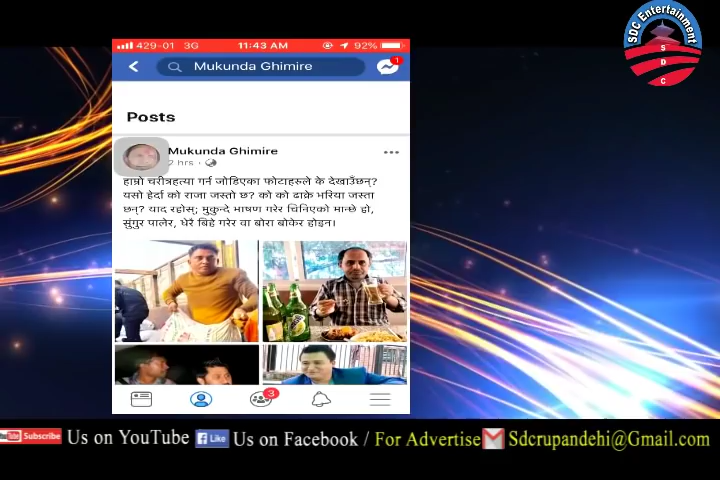 SDC Entertainment
S
D
C
429-01 3G 11:43 AM 92%
Mukunda Ghimire
1
Posts
Mukunda Ghimire
2 hrs
हाम्रो चरीत्रहत्या गर्न जोडिएका फोटाहरुले के देखाउँछन्?
यसो हेर्दा को राजा जस्तो छ? को को ढाक्रे भरिया जस्ता
छन्? याद रहोस्; मुकुन्दे भाषण गरेर चिनिएको मान्छे हो,
सुंगुर पालेर, धेरै बिहे गरेर वा बोरा बोकेर होइन।
3
Subscribe Us on YouTube Like Us on Facebook / For Advertise Sdcrupandehi@Gmail.com